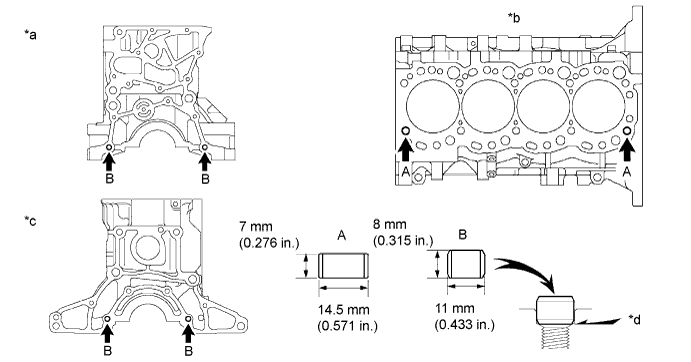 *a
*b
B
B
A
A
*c
7 mm
(0.276 in.)
A
8 mm
(0.315 in.)
B
14.5 mm
(0.571 in.)
11 mm
(0.433 in.)
*d
B
B